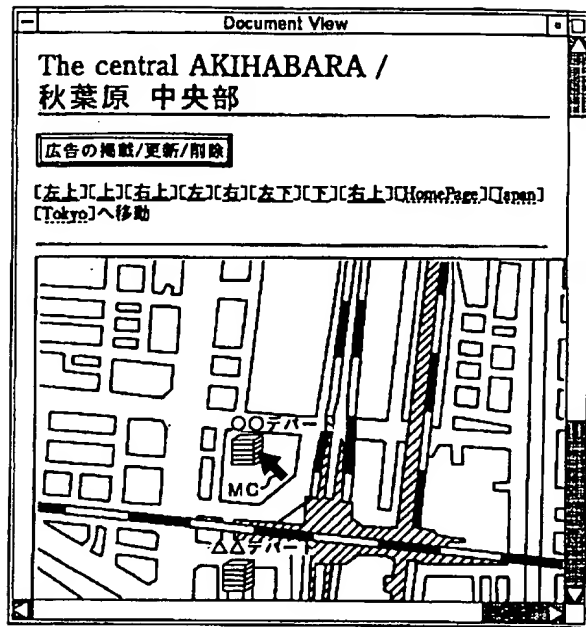 Document View
The central AKIHABARA /
秋葉原 中央部
広告の掲載/更新/削除
[左上][上][右上][左][右][左下][下][右上][HomePage][Japan]
[Tokyo]へ移動
○○デパー
MC
△△デパート